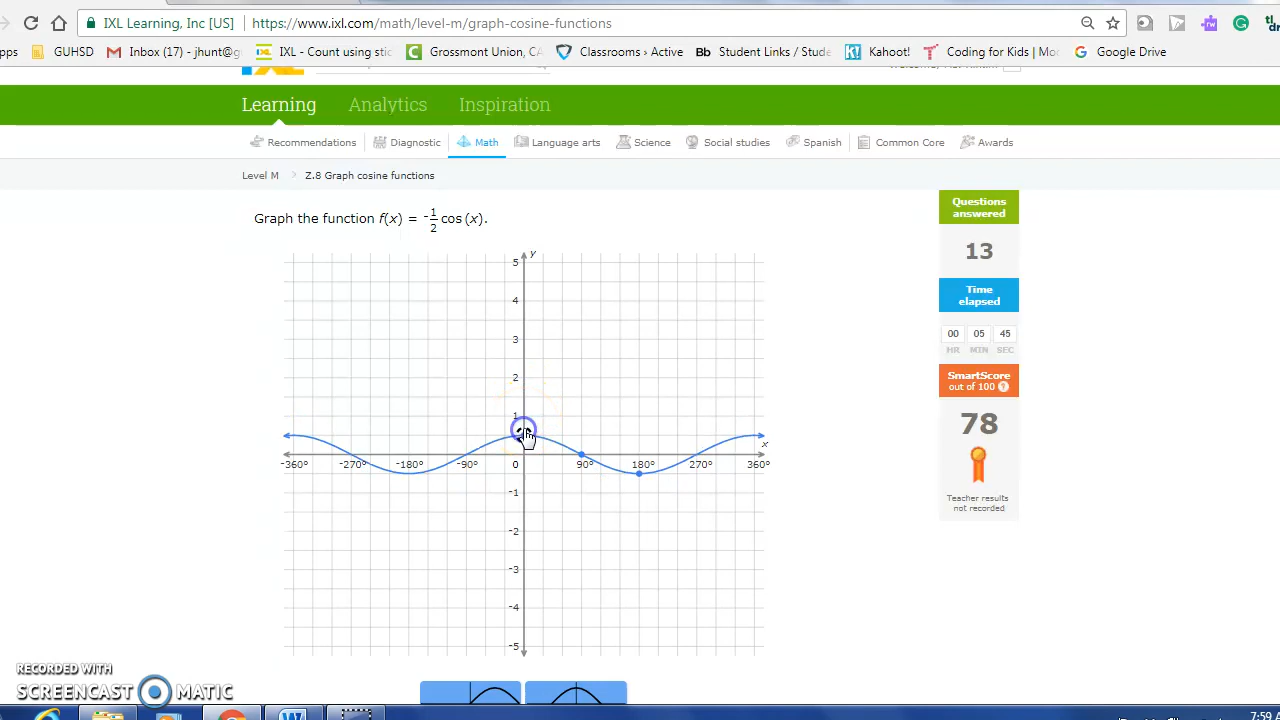 IXL Learning, Inc [US] https://www.ixl.com/math/level-m/graph-cosine-functions
GUHSD Inbox (17) - jhunt@g IXL - Count using stic Grossmont Union, CA Classrooms › Active Bb Student Links / Stude Kahoot! Coding for Kids | Mo Google Drive
Learning Analytics Inspiration
Recommendations Diagnostic Math Language arts Science Social studies Spanish Common Core Awards
Level M > Z.8 Graph cosine functions
Graph the function f(x) = -1/2 cos (x).
Questions answered
13
Time elapsed
00 05 45
HR MIN SEC
SmartScore
out of 100 ?
78
Teacher results
not recorded
y
5
4
3
2
1
x
-360° -270° -180° -90° 0 90° 180° 270° 360°
-1
-2
-3
-4
-5
RECORDED WITH
SCREENCAST MATIC
7:59